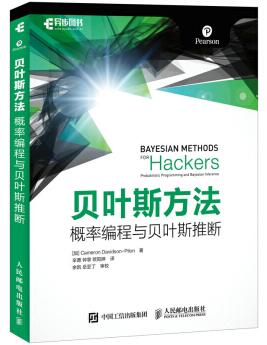 异步图书
Pearson
BAYESIAN METHODS
FOR Hackers
Probabilistic Programming and Bayesian Inference
贝叶斯方法
概率编程与贝叶斯推断
[加] Cameron Davidson-Pilon 著
辛愿 钟黎 欧阳婷 译
余凯 岳亚丁 审校
中国工信出版集团
人民邮电出版社
贝叶斯方法
概率编程与贝叶斯推断
人民邮电出版社